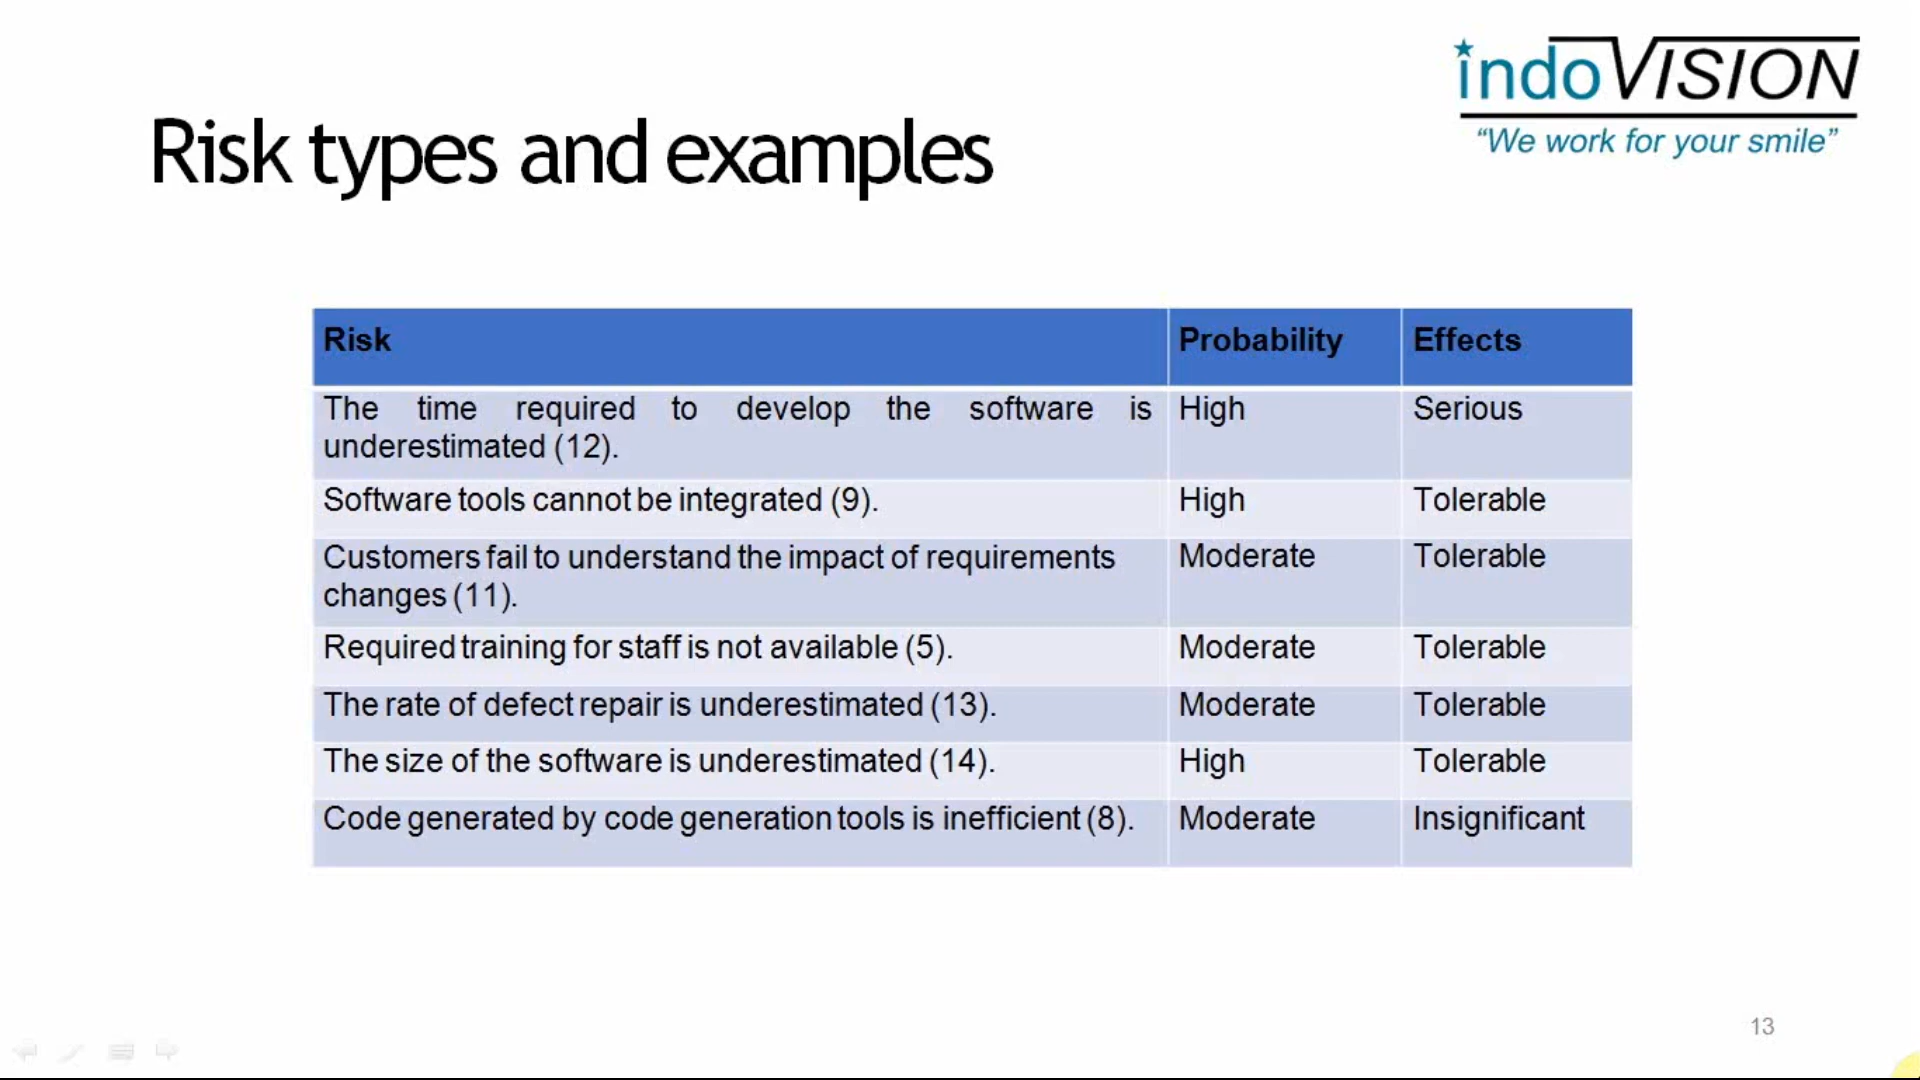 indoVISION
“We work for your smile”
Risk types and examples
Risk Probability Effects
The time required to develop the software is High Serious
underestimated (12).
Software tools cannot be integrated (9). High Tolerable
Customers fail to understand the impact of requirements Moderate Tolerable
changes (11).
Required training for staff is not available (5). Moderate Tolerable
The rate of defect repair is underestimated (13). Moderate Tolerable
The size of the software is underestimated (14). High Tolerable
Code generated by code generation tools is inefficient (8). Moderate Insignificant
13